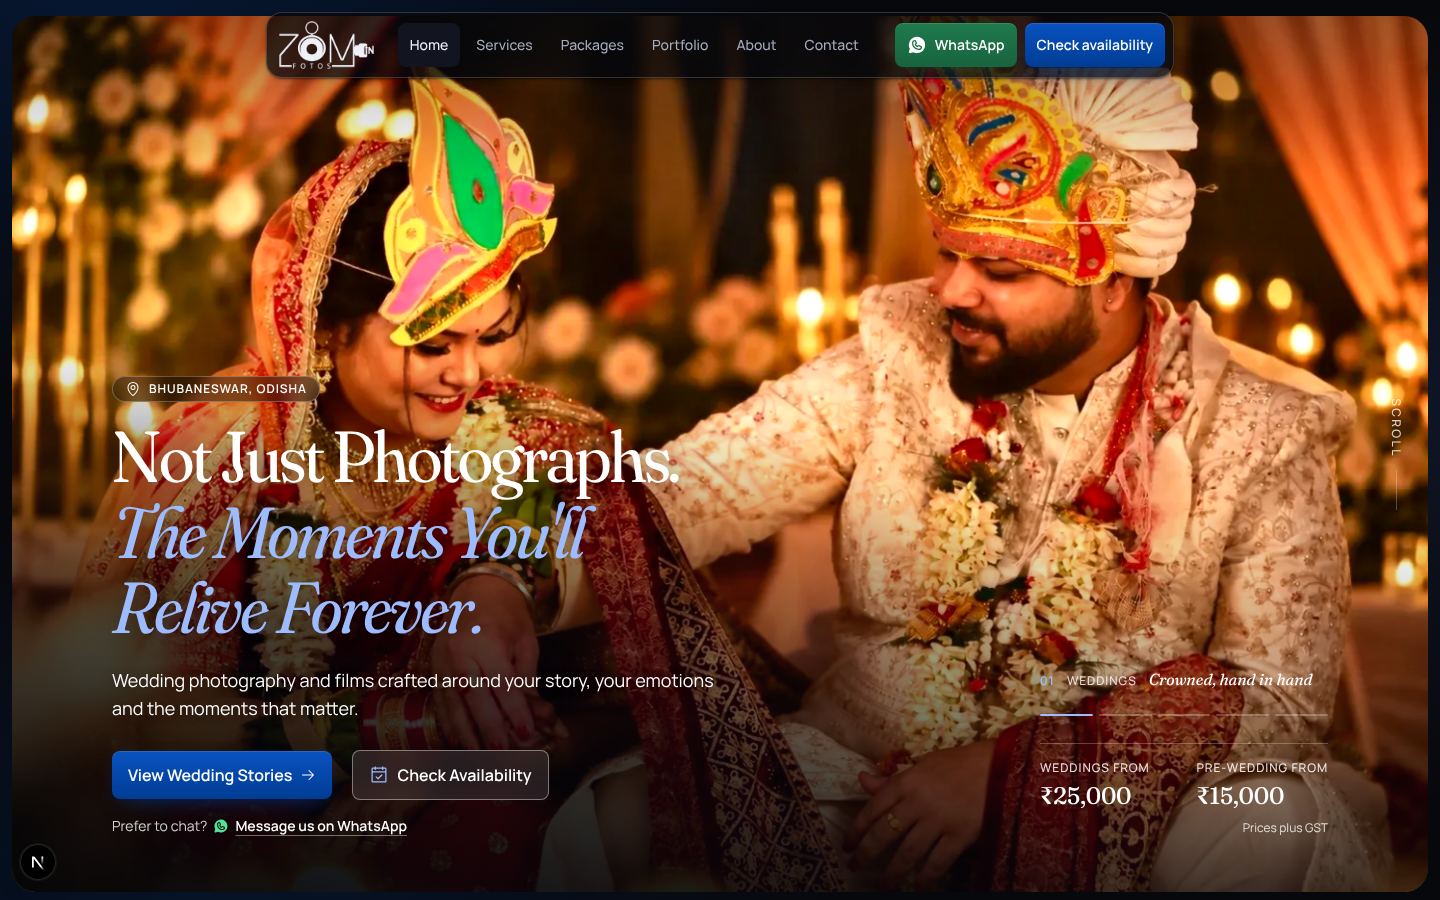 ZOOM IN
FOTOS
Home
Services
Packages
Portfolio
About
Contact
WhatsApp
Check availability
BHUBANESWAR, ODISHA
Not Just Photographs.
The Moments You'll
Relive Forever.
Wedding photography and films crafted around your story, your emotions
and the moments that matter.
View Wedding Stories
Check Availability
Prefer to chat? Message us on WhatsApp
SCROLL
01 WEDDINGS Crowned, hand in hand
WEDDINGS FROM
₹25,000
PRE-WEDDING FROM
₹15,000
Prices plus GST
N